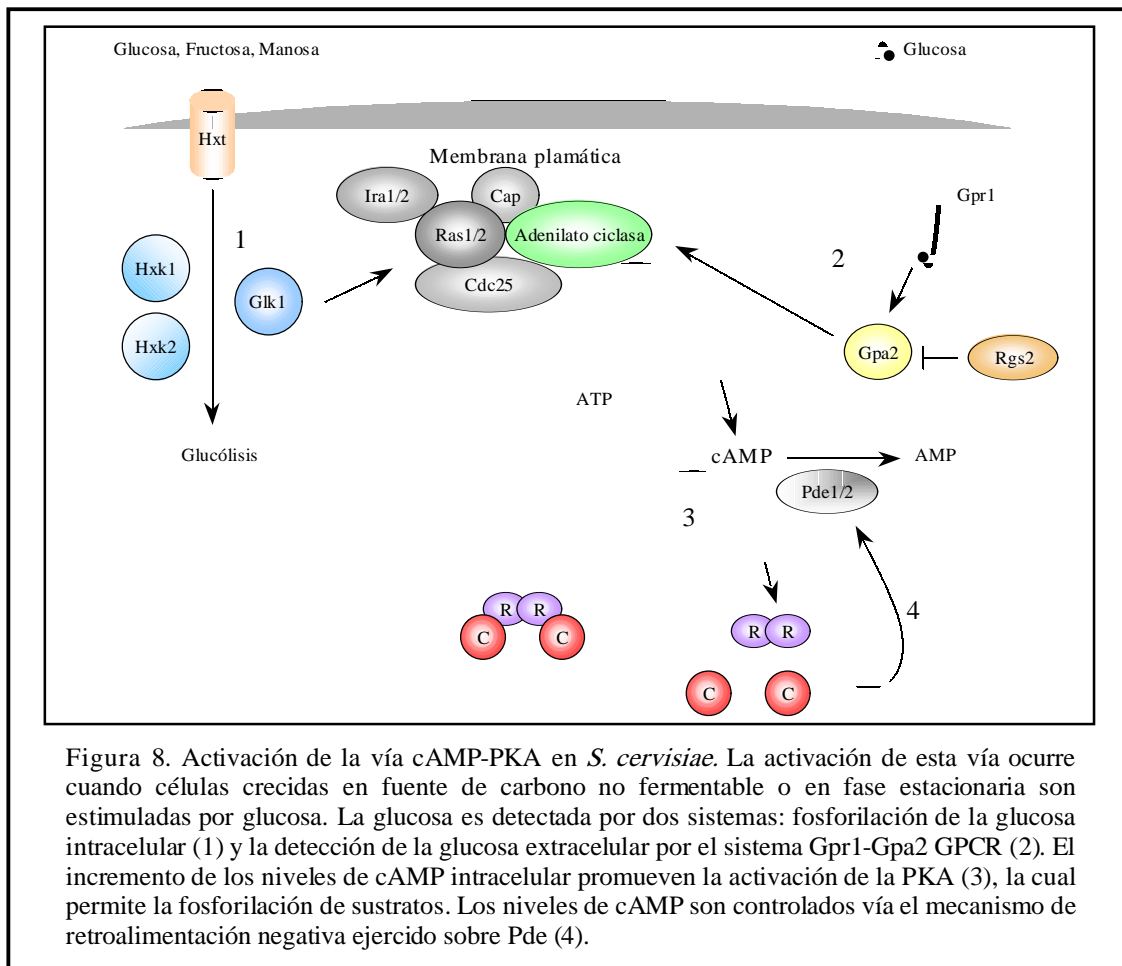 Glucosa, Fructosa, Manosa
Glucosa
Hxt
Membrana plamática
Ira1/2
Cap
Gpr1
Ras1/2
Adenilato ciclasa
1
2
Hxk1
Cdc25
Glk1
Hxk2
Gpa2
Rgs2
ATP
Glucólisis
cAMP
AMP
Pde1/2
3
4
R R
C C
R R
C C
Figura 8. Activación de la vía cAMP-PKA en S. cervisiae. La activación de esta vía ocurre
cuando células crecidas en fuente de carbono no fermentable o en fase estacionaria son
estimuladas por glucosa. La glucosa es detectada por dos sistemas: fosforilación de la glucosa
intracelular (1) y la detección de la glucosa extracelular por el sistema Gpr1-Gpa2 GPCR (2). El
incremento de los niveles de cAMP intracelular promueven la activación de la PKA (3), la cual
permite la fosforilación de sustratos. Los niveles de cAMP son controlados vía el mecanismo de
retroalimentación negativa ejercido sobre Pde (4).